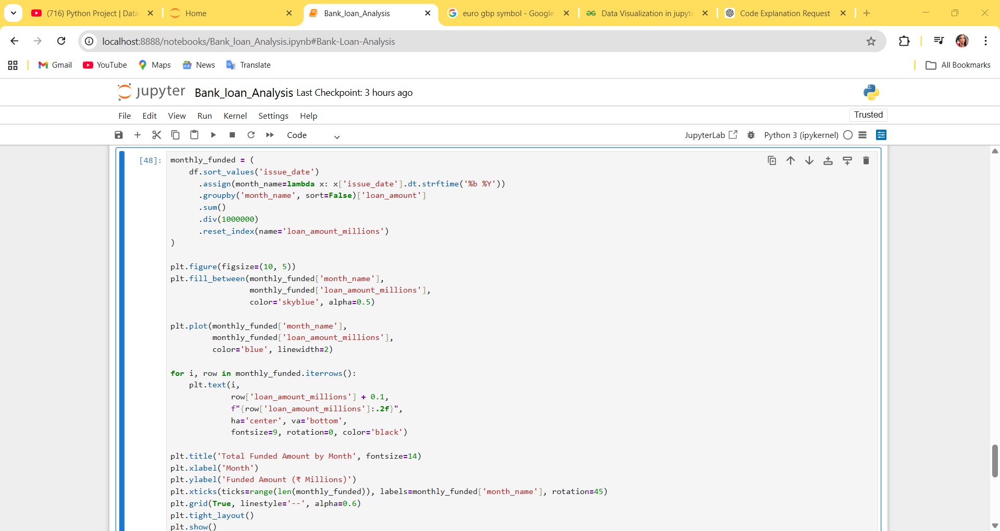 (716) Python Project | Data
Home
Bank_loan_Analysis
euro gbp symbol - Google
Data Visualization in jupyte
Code Explanation Request
localhost:8888/notebooks/Bank_loan_Analysis.ipynb#Bank-Loan-Analysis
Gmail
YouTube
Maps
News
Translate
All Bookmarks
jupyter Bank_loan_Analysis Last Checkpoint: 3 hours ago
File Edit View Run Kernel Settings Help
Trusted
Code
JupyterLab
Python 3 (ipykernel)
[48]:
monthly_funded = (
    df.sort_values('issue_date')
      .assign(month_name=lambda x: x['issue_date'].dt.strftime('%b %Y'))
      .groupby('month_name', sort=False)['loan_amount']
      .sum()
      .div(1000000)
      .reset_index(name='loan_amount_millions')
)
plt.figure(figsize=(10, 5))
plt.fill_between(monthly_funded['month_name'],
                 monthly_funded['loan_amount_millions'],
                 color='skyblue', alpha=0.5)
plt.plot(monthly_funded['month_name'],
         monthly_funded['loan_amount_millions'],
         color='blue', linewidth=2)
for i, row in monthly_funded.iterrows():
    plt.text(i,
             row['loan_amount_millions'] + 0.1,
             f"{row['loan_amount_millions']:.2f}",
             ha='center', va='bottom',
             fontsize=9, rotation=0, color='black')
plt.title('Total Funded Amount by Month', fontsize=14)
plt.xlabel('Month')
plt.ylabel('Funded Amount (₹ Millions)')
plt.xticks(ticks=range(len(monthly_funded)), labels=monthly_funded['month_name'], rotation=45)
plt.grid(True, linestyle='--', alpha=0.6)
plt.tight_layout()
plt.show()